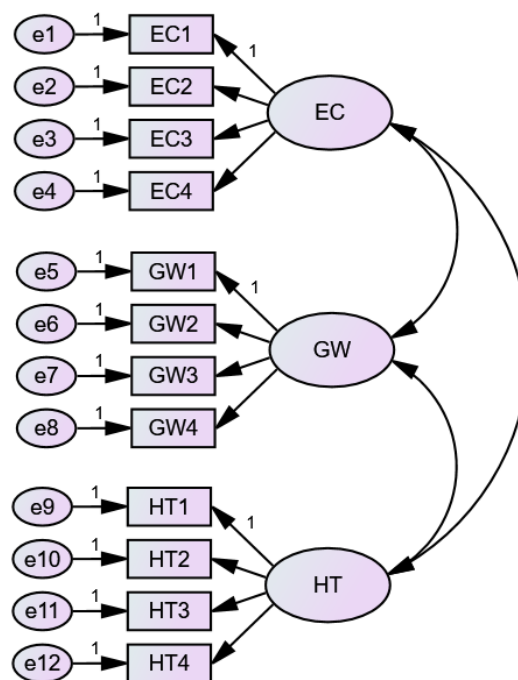 e1 1 EC1 1
e2 1 EC2
EC
e3 1 EC3
e4 1 EC4
e5 1 GW1 1
e6 1 GW2
GW
e7 1 GW3
e8 1 GW4
e9 1 HT1 1
e10 1 HT2
HT
e11 1 HT3
e12 1 HT4